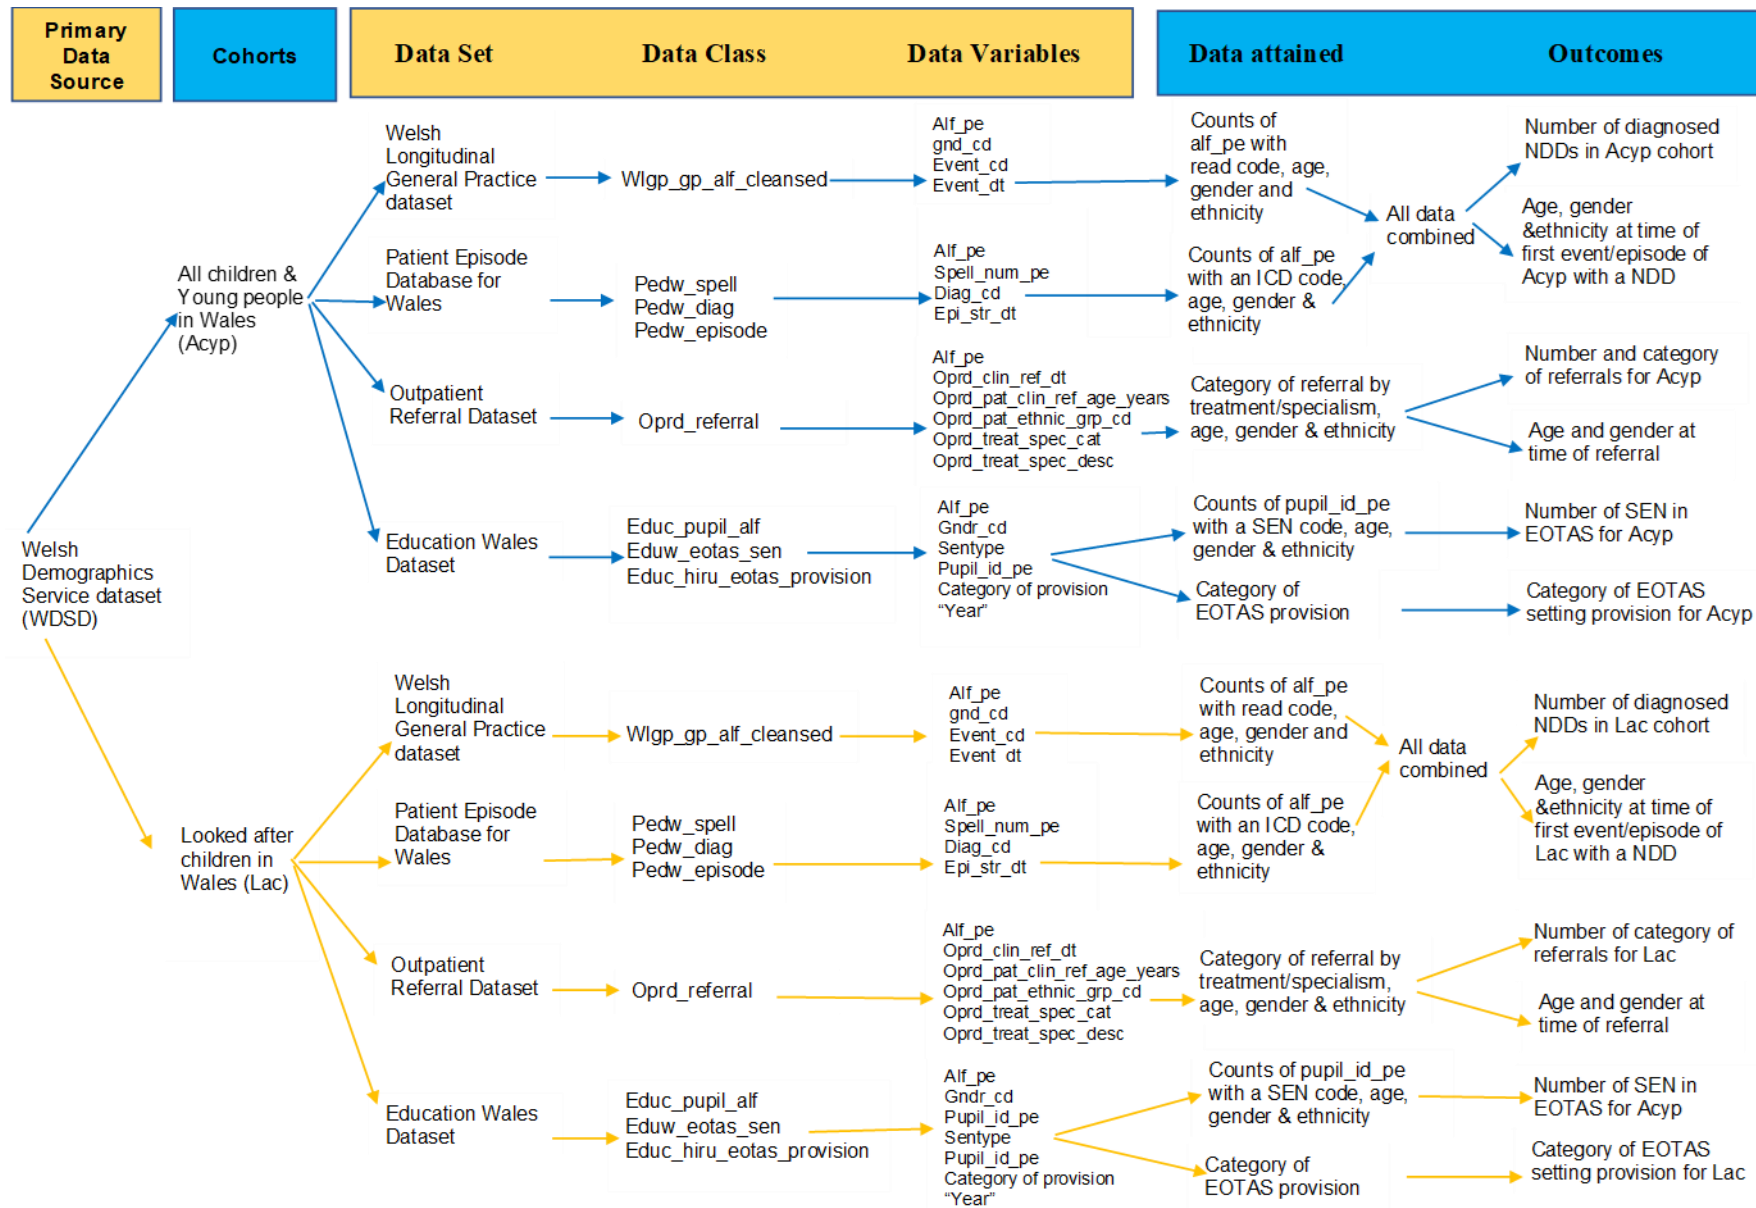 Primary
Data
Source
Cohorts
Data Set
Data Class
Data Variables
Data attained
Outcomes
Welsh
Demographics
Service dataset
(WDSD)
All children &
Young people
in Wales
(Acyp)
Welsh
Longitudinal
General Practice
dataset
Wlgp_gp_alf_cleansed
Alf_pe
gnd_cd
Event_cd
Event_dt
Counts of
alf_pe with
read code, age,
gender and
ethnicity
Patient Episode
Database for
Wales
Pedw_spell
Pedw_diag
Pedw_episode
Alf_pe
Spell_num_pe
Diag_cd
Epi_str_dt
Counts of alf_pe
with an ICD code,
age, gender &
ethnicity
All data
combined
Number of diagnosed
NDDs in Acyp cohort
Age, gender
&ethnicity at time of
first event/episode of
Acyp with a NDD
Outpatient
Referral Dataset
Oprd_referral
Alf_pe
Oprd_clin_ref_dt
Oprd_pat_clin_ref_age_years
Oprd_pat_ethnic_grp_cd
Oprd_treat_spec_cat
Oprd_treat_spec_desc
Category of referral by
treatment/specialism,
age, gender & ethnicity
Number and category
of referrals for Acyp
Age and gender at
time of referral
Education Wales
Dataset
Educ_pupil_alf
Eduw_eotas_sen
Educ_hiru_eotas_provision
Alf_pe
Gndr_cd
Sentype
Pupil_id_pe
Category of provision
“Year”
Counts of pupil_id_pe
with a SEN code, age,
gender & ethnicity
Category of
EOTAS provision
Number of SEN in
EOTAS for Acyp
Category of EOTAS
setting provision for Acyp
Looked after
children in
Wales (Lac)
Welsh
Longitudinal
General Practice
dataset
Wlgp_gp_alf_cleansed
Alf_pe
gnd_cd
Event_cd
Event_dt
Counts of alf_pe
with read code,
age, gender and
ethnicity
Patient Episode
Database for
Wales
Pedw_spell
Pedw_diag
Pedw_episode
Alf_pe
Spell_num_pe
Diag_cd
Epi_str_dt
Counts of alf_pe
with an ICD code,
age, gender &
ethnicity
All data
combined
Number of diagnosed
NDDs in Lac cohort
Age, gender
&ethnicity at time of
first event/episode of
Lac with a NDD
Outpatient
Referral Dataset
Oprd_referral
Alf_pe
Oprd_clin_ref_dt
Oprd_pat_clin_ref_age_years
Oprd_pat_ethnic_grp_cd
Oprd_treat_spec_cat
Oprd_treat_spec_desc
Category of referral by
treatment/specialism,
age, gender & ethnicity
Number of category of
referrals for Lac
Age and gender at
time of referral
Education Wales
Dataset
Educ_pupil_alf
Eduw_eotas_sen
Educ_hiru_eotas_provision
Alf_pe
Gndr_cd
Pupil_id_pe
Sentype
Pupil_id_pe
Category of provision
“Year”
Counts of pupil_id_pe
with a SEN code, age,
gender & ethnicity
Category of
EOTAS provision
Number of SEN in
EOTAS for Acyp
Category of EOTAS
setting provision for Lac